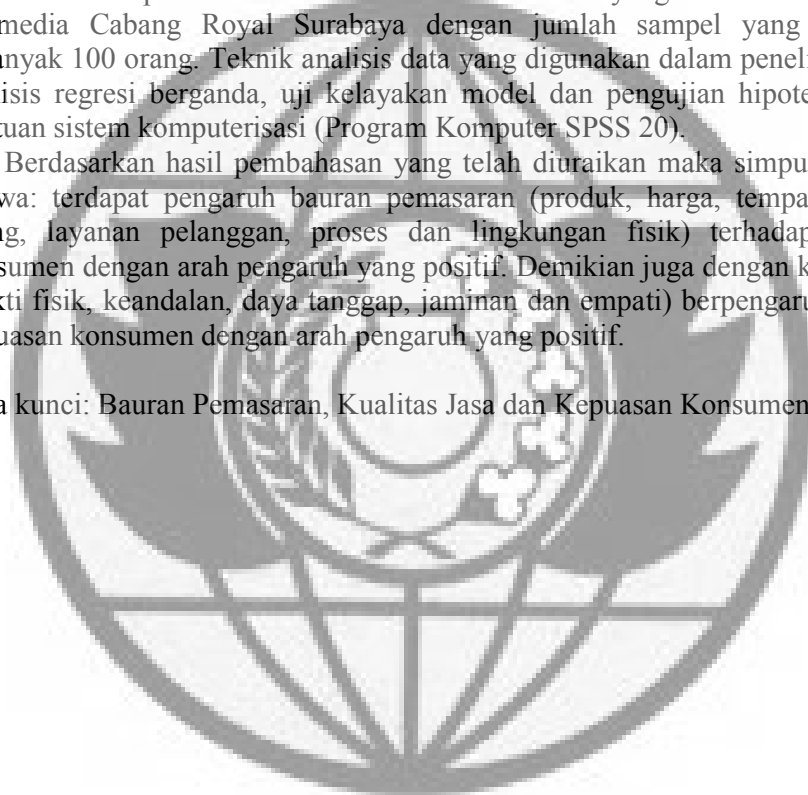 media Cabang Royal Surabaya dengan jumlah sampel yang
anyak 100 orang. Teknik analisis data yang digunakan dalam peneli
isis regresi berganda, uji kelayakan model dan pengujian hipote
tuan sistem komputerisasi (Program Komputer SPSS 20).
Berdasarkan hasil pembahasan yang telah diuraikan maka simpu
wa: terdapat pengaruh bauran pemasaran (produk, harga, tempa
ng, layanan pelanggan, proses dan lingkungan fisik) terhadap
sumen dengan arah pengaruh yang positif. Demikian juga dengan k
kti fisik, keandalan, daya tanggap, jaminan dan empati) berpengaru
uasan konsumen dengan arah pengaruh yang positif.
a kunci: Bauran Pemasaran, Kualitas Jasa dan Kepuasan Konsumen